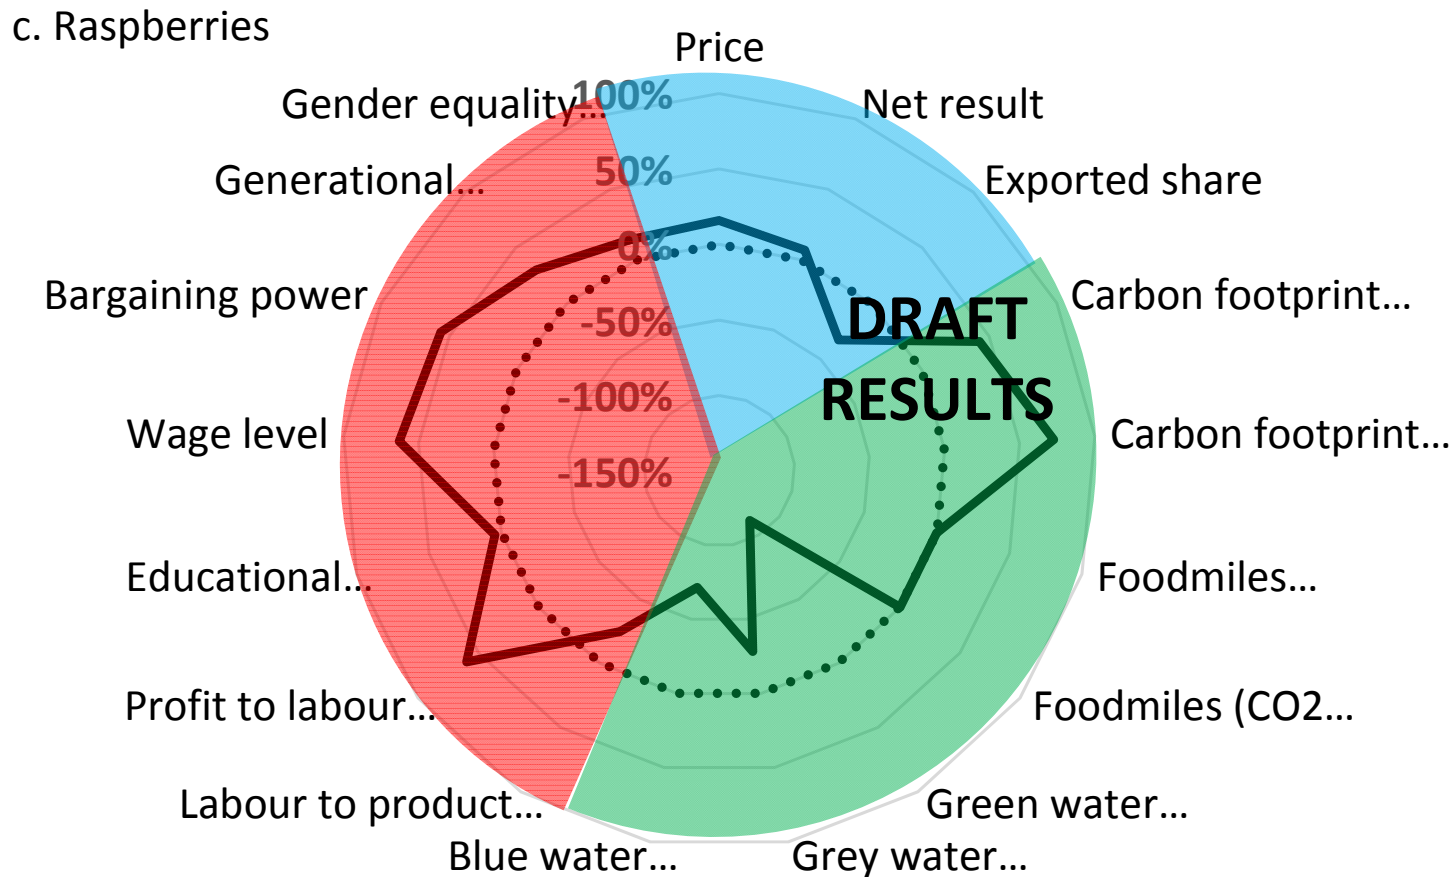 c. Raspberries
Price
Net result
Exported share
Carbon footprint...
Carbon footprint...
Foodmiles...
Foodmiles (CO2...
Green water...
Grey water...
Blue water...
Labour to product...
Profit to labour...
Educational...
Wage level
Bargaining power
Generational...
Gender equality...
100%
50%
0%
-50%
-100%
-150%
DRAFT
RESULTS